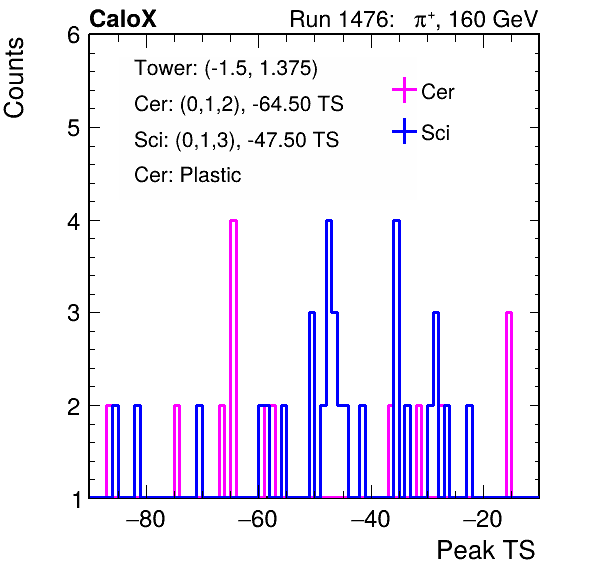 CaloX Run 1476: π⁺, 160 GeV
Counts
6
Tower: (-1.5, 1.375)
Cer: (0,1,2), -64.50 TS
Sci: (0,1,3), -47.50 TS
Cer: Plastic
Cer
Sci
5
4
3
2
1
−80 −60 −40 −20
Peak TS